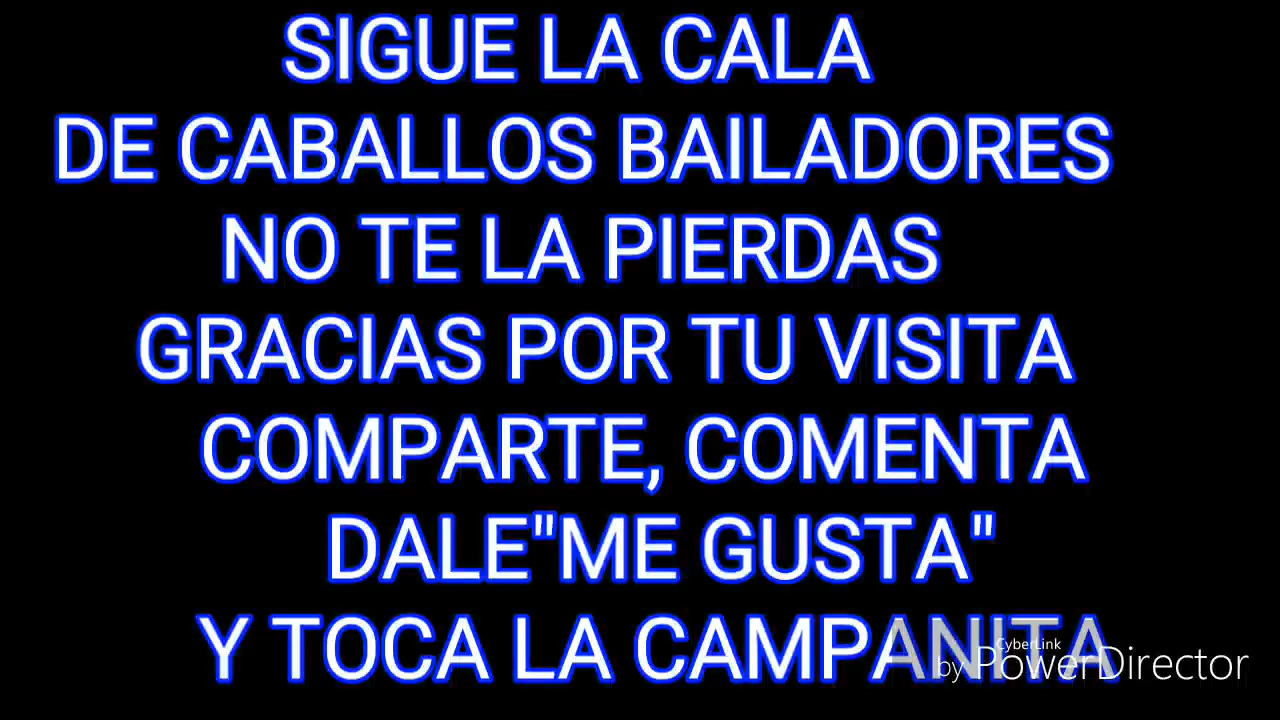 SIGUE LA CALA
DE CABALLOS BAILADORES
NO TE LA PIERDAS
GRACIAS POR TU VISITA
COMPARTE, COMENTA
DALE"ME GUSTA"
Y TOCA LA CAMPANITA
CyberLink
by PowerDirector